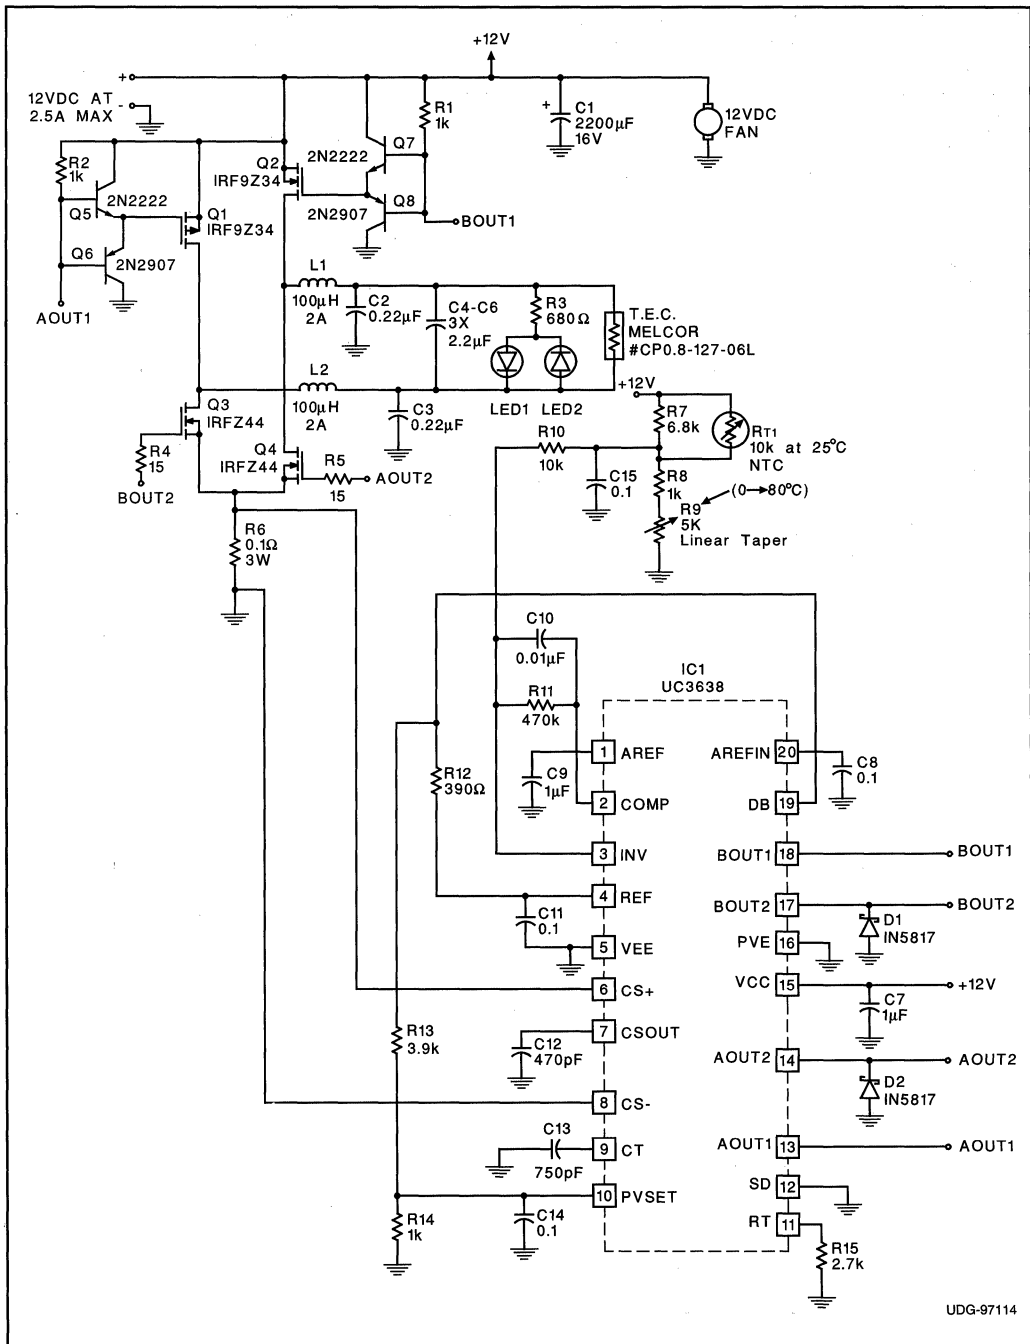 +12V
+
12VDC AT
2.5A MAX
-
R1
1k
C1
2200µF
16V
+
12VDC
FAN
R2
1k
2N2222
Q5
Q6
2N2907
AOUT1
Q1
IRF9Z34
Q2
IRF9Z34
2N2222
Q7
2N2907
Q8
BOUT1
L1
100µH
2A
C2
0.22µF
C4-C6
3X
2.2µF
R3
680Ω
T.E.C.
MELCOR
#CP0.8-127-06L
LED1
LED2
L2
100µH
2A
C3
0.22µF
Q3
IRFZ44
R4
15
BOUT2
Q4
IRFZ44
R5
15
AOUT2
+12V
R7
6.8k
RT1
10k at 25°C
NTC
R10
10k
C15
0.1
R8
1k
(0→80°C)
R9
5K
Linear Taper
R6
0.1Ω
3W
C10
0.01µF
R11
470k
IC1
UC3638
R12
390Ω
C9
1µF
1 AREF
2 COMP
3 INV
4 REF
C11
0.1
5 VEE
6 CS+
7 CSOUT
C12
470pF
8 CS-
C13
750pF
9 CT
10 PVSET
R13
3.9k
R14
1k
C14
0.1
AREFIN 20
C8
0.1
DB 19
BOUT1 18
BOUT1
BOUT2 17
BOUT2
D1
IN5817
PVE 16
VCC 15
+12V
C7
1µF
AOUT2 14
AOUT2
D2
IN5817
AOUT1 13
AOUT1
SD 12
RT 11
R15
2.7k
UDG-97114